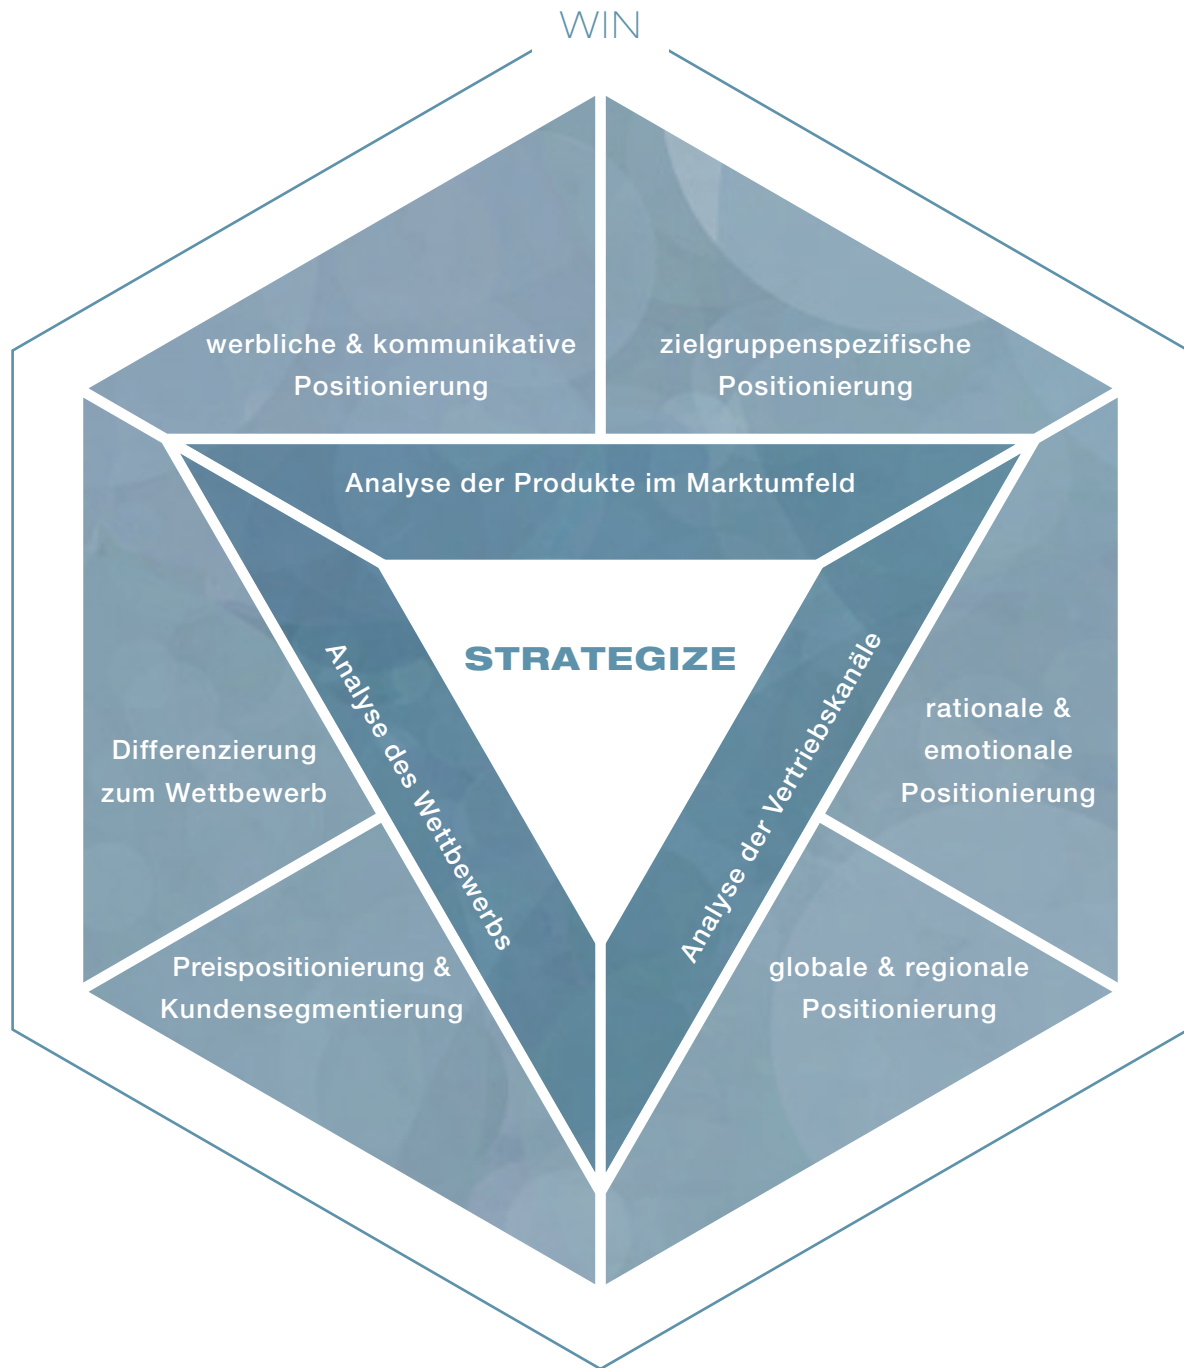 WIN
werbliche & kommunikative
Positionierung
zielgruppenspezifische
Positionierung
Analyse der Produkte im Marktumfeld
STRATEGIZE
Analyse des Wettbewerbs
Analyse der Vertriebskanäle
Differenzierung
zum Wettbewerb
rationale &
emotionale
Positionierung
Preispositionierung &
Kundensegmentierung
globale & regionale
Positionierung